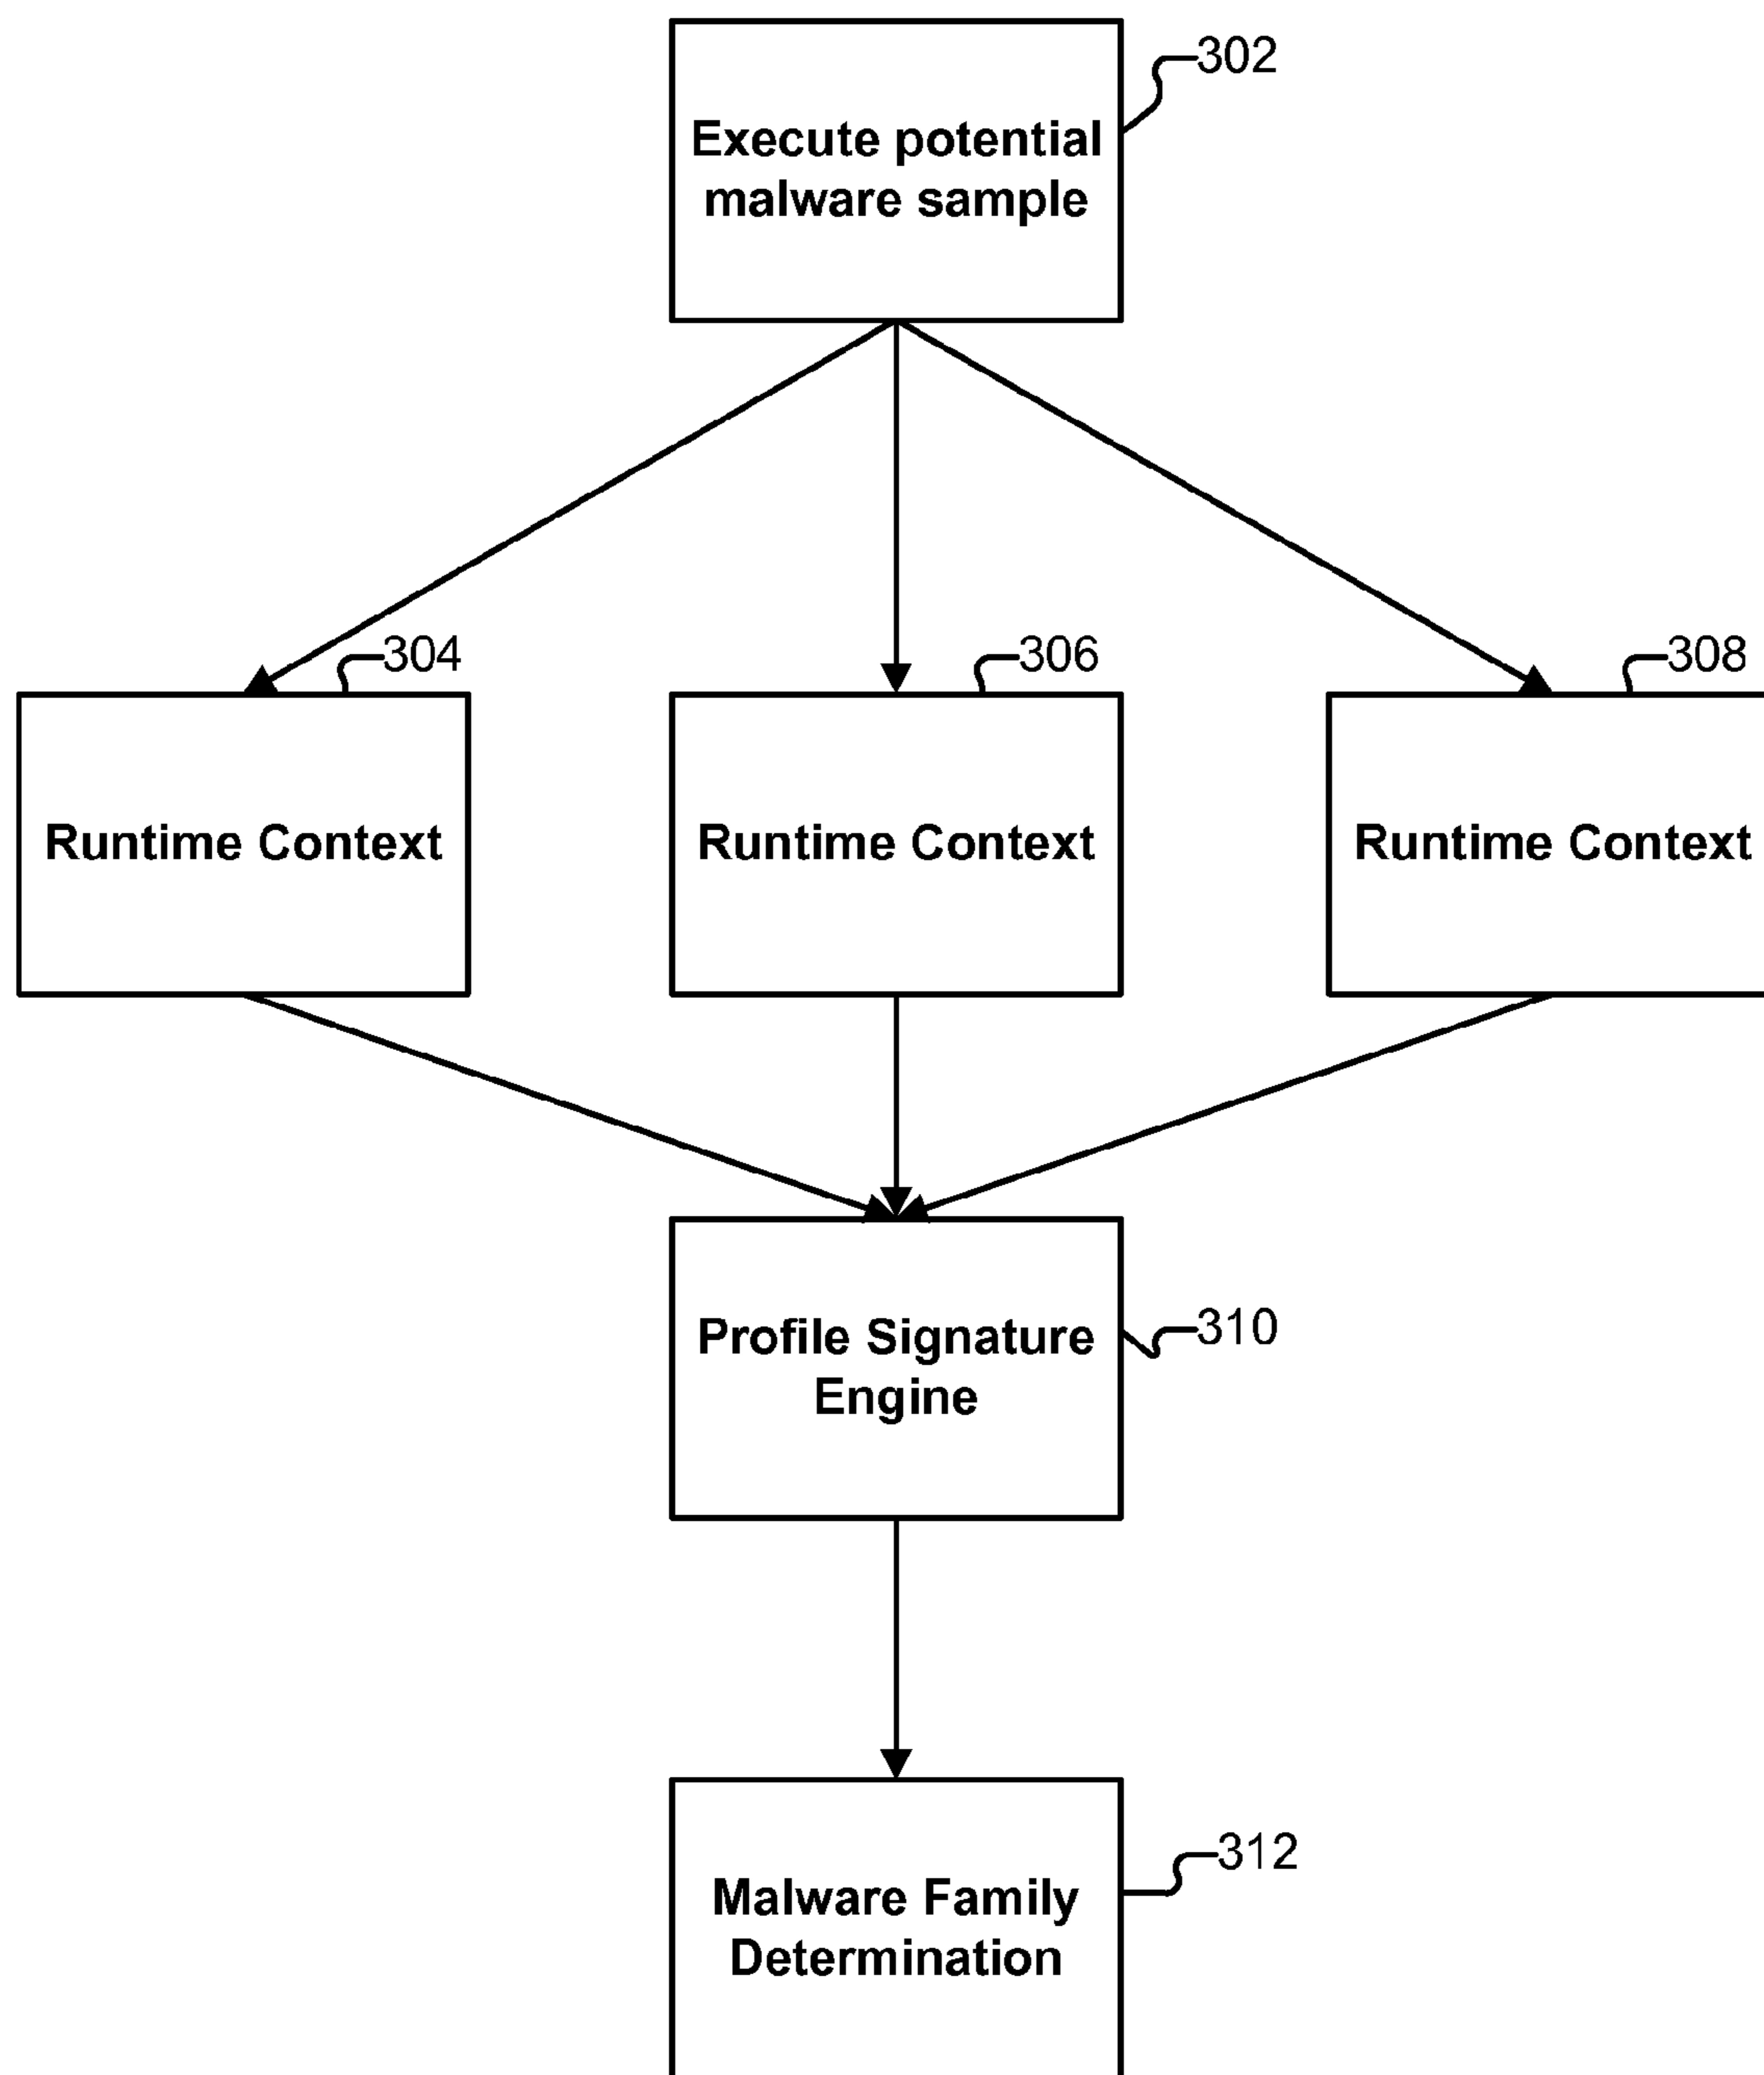 302
Execute potential
malware sample
304
306
308
Runtime Context
Runtime Context
Runtime Context
Profile Signature
Engine
310
Malware Family
Determination
312